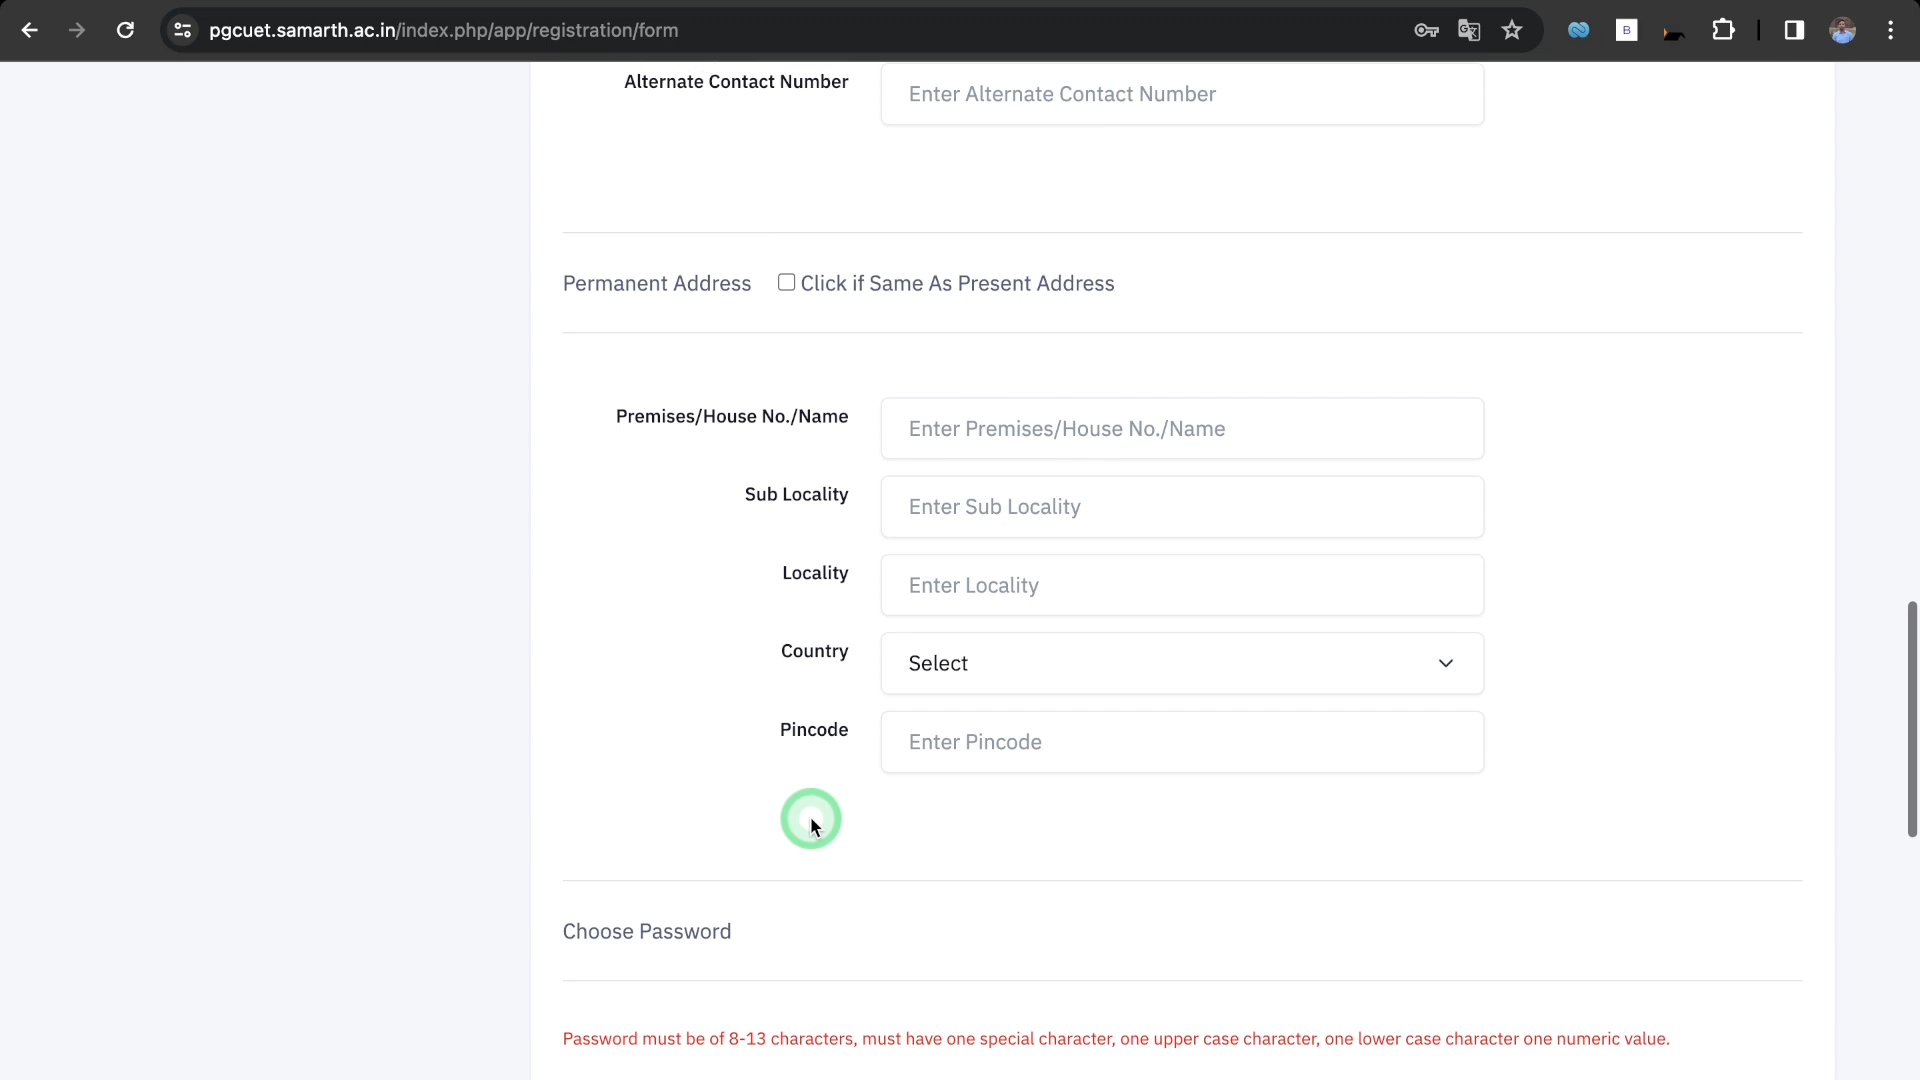 pgcuet.samarth.ac.in/index.php/app/registration/form
B
Alternate Contact Number
Enter Alternate Contact Number
Permanent Address
Click if Same As Present Address
Premises/House No./Name
Enter Premises/House No./Name
Sub Locality
Enter Sub Locality
Locality
Enter Locality
Country
Select
Pincode
Enter Pincode
Choose Password
Password must be of 8-13 characters, must have one special character, one upper case character, one lower case character one numeric value.